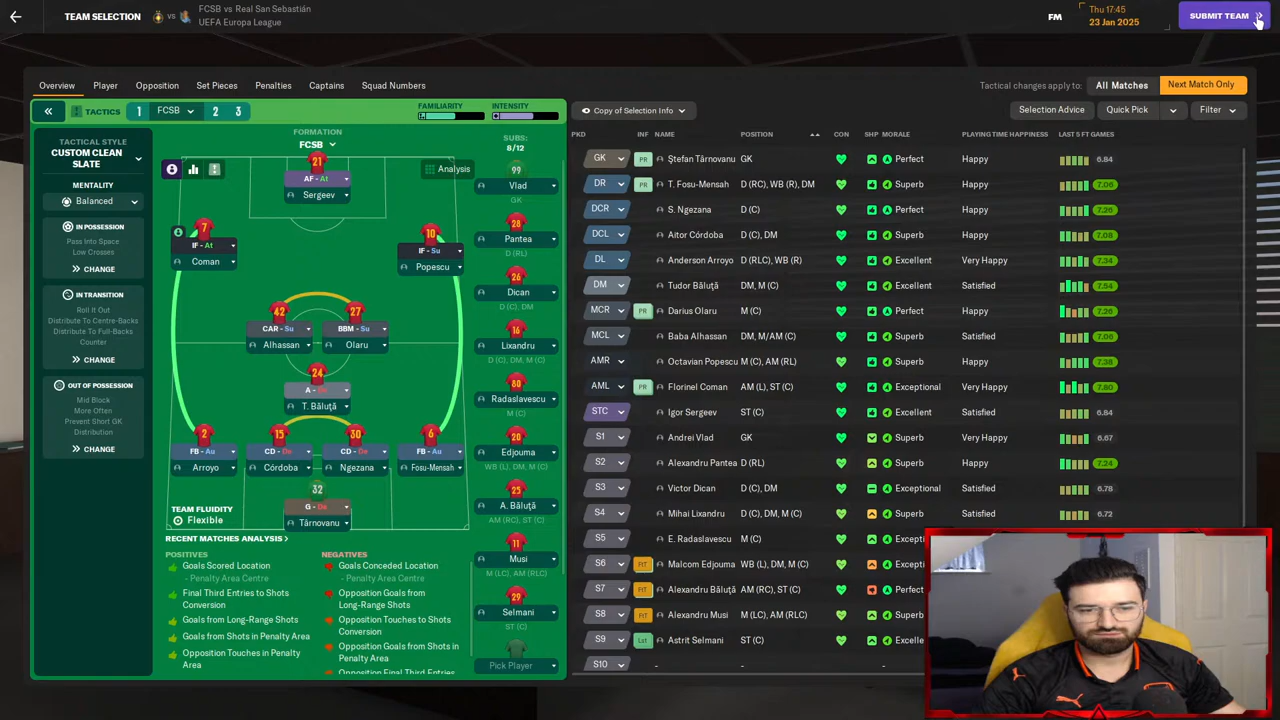 TEAM SELECTION
FCSB vs Real San Sebastián
UEFA Europa League
FM
Thu 17:45
23 Jan 2025
SUBMIT TEAM
Overview Player Opposition Set Pieces Penalties Captains Squad Numbers
Tactical changes apply to: All Matches Next Match Only
TACTICS 1 FCSB 2 3
FAMILIARITY INTENSITY
TACTICAL STYLE
CUSTOM CLEAN
SLATE
MENTALITY
Balanced
IN POSSESSION
Pass Into Space
Low Crosses
CHANGE
IN TRANSITION
Roll It Out
Distribute To Centre-Backs
Distribute To Full-Backs
Counter
CHANGE
OUT OF POSSESSION
Mid Block
More Often
Prevent Short GK
Distribution
CHANGE
FORMATION
FCSB
Analysis
21
AF - At
Sergeev
7
IF - At
Coman
10
IF - Su
Popescu
42
CAR - Su
Alhassan
27
BBM - Su
Olaru
24
A - De
T. Băluță
2
FB - Au
Arroyo
15
CD - De
Córdoba
30
CD - De
Ngezana
6
FB - Au
Fosu-Mensah
32
G - De
Târnovanu
TEAM FLUIDITY
Flexible
RECENT MATCHES ANALYSIS
POSITIVES
Goals Scored Location
- Penalty Area Centre
Final Third Entries to Shots
Conversion
Goals from Long-Range Shots
Goals from Shots in Penalty Area
Opposition Touches in Penalty
Area
NEGATIVES
Goals Conceded Location
- Penalty Area Centre
Opposition Goals from
Long-Range Shots
Opposition Touches to Shots
Conversion
Opposition Goals from Shots in
Penalty Area
Opposition Final Third Entries
SUBS:
8/12
99
Vlad
GK
28
Pantea
D (RL)
26
Dican
D (C), DM
16
Lixandru
D (C), DM, M (C)
80
Radaslavescu
M (C)
20
Edjouma
WB (L), DM, M (C)
25
A. Băluță
AM (RC), ST (C)
11
Musi
M (LC), AM (RLC)
29
Selmani
ST (C)
Pick Player
Copy of Selection Info
Selection Advice Quick Pick Filter
PKD INF NAME POSITION CON SHP MORALE PLAYING TIME HAPPINESS LAST 5 FT GAMES
GK PR Ștefan Târnovanu GK Perfect Happy 6.84
DR PR T. Fosu-Mensah D (RC), WB (R), DM Superb Happy 7.06
DCR S. Ngezana D (C) Perfect Happy 7.26
DCL Aitor Córdoba D (C), DM Superb Happy 7.08
DL Anderson Arroyo D (RLC), WB (R) Excellent Happy 7.34
DM Tudor Băluță DM, M (C) Excellent Happy 7.54
MCR PR Darius Olaru M (C) Perfect Happy 7.26
MCL Baba Alhassan DM, M/AM (C) Superb Satisfied 7.06
AMR Octavian Popescu M (C), AM (RL) Superb Happy 7.38
AML PR Florinel Coman AM (L), ST (C) Exceptional Very Happy 7.80
STC Igor Sergeev ST (C) Excellent Satisfied 6.84
S1 Andrei Vlad GK Superb Very Happy 6.67
S2 Alexandru Pantea D (RL) Superb Happy 7.24
S3 Victor Dican D (C), DM Exceptional Satisfied 6.78
S4 Mihai Lixandru D (C), DM, M (C) Superb Satisfied 6.72
S5 E. Radaslavescu M (C)
S6 FIT Malcom Edjouma WB (L), DM, M (C)
S7 FIT Alexandru Băluță AM (RC), ST (C)
S8 FIT Alexandru Musi M (LC), AM (RLC)
S9 Lst Astrit Selmani ST (C)
S10 - - -